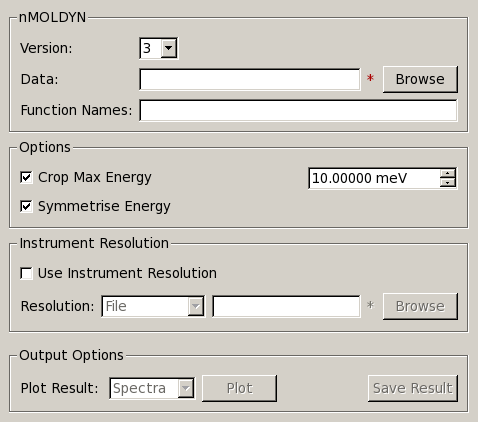 nMOLDYN
Version: 3
Data: * Browse
Function Names:
Options
Crop Max Energy 10.00000 meV
Symmetrise Energy
Instrument Resolution
Use Instrument Resolution
Resolution: File * Browse
Output Options
Plot Result: Spectra Plot Save Result